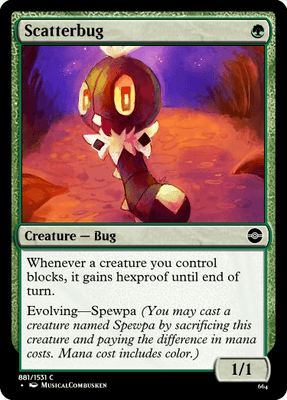 Scatterbug
Creature — Bug
Whenever a creature you control
blocks, it gains hexproof until end of
turn.
Evolving—Spewpa (You may cast a
creature named Spewpa by sacrificing this
creature and paying the difference in mana
costs. Mana cost includes color.)
1/1
881/1531 C
• MusicalCombusken
664